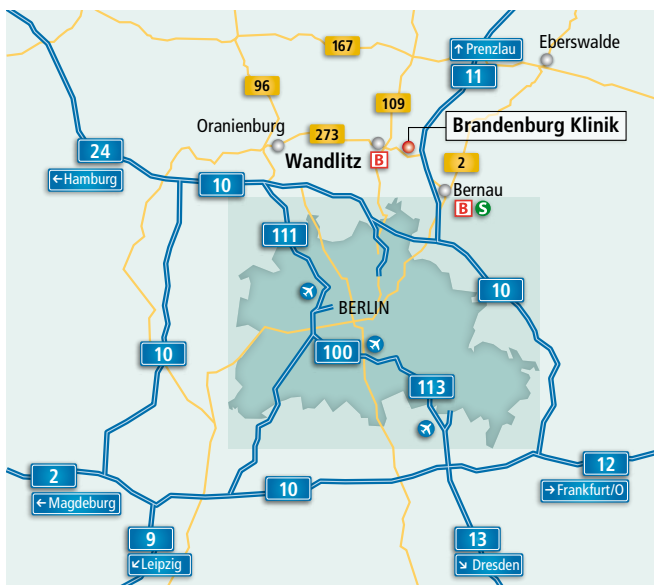 167
↑ Prenzlau
Eberswalde
11
96
109
Oranienburg
273
Brandenburg Klinik
24
Wandlitz
B
2
←Hamburg
10
Bernau
B S
111
10
BERLIN
100
10
113
2
12
←Magdeburg
10
→Frankfurt/O
9
13
↙Leipzig
↘ Dresden